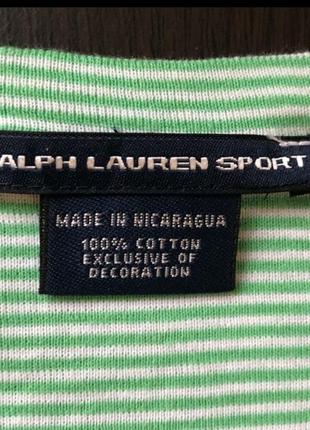 ALPH LAUREN SPORT
MADE IN NICARAGUA
100% COTTON
EXCLUSIVE OF
DECORATION